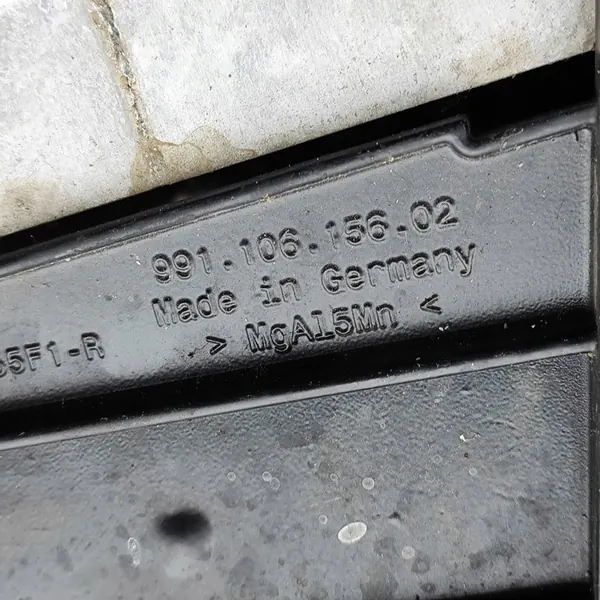 991.106.156.02
Made in Germany
> MgAl5Mn <
5F1-R